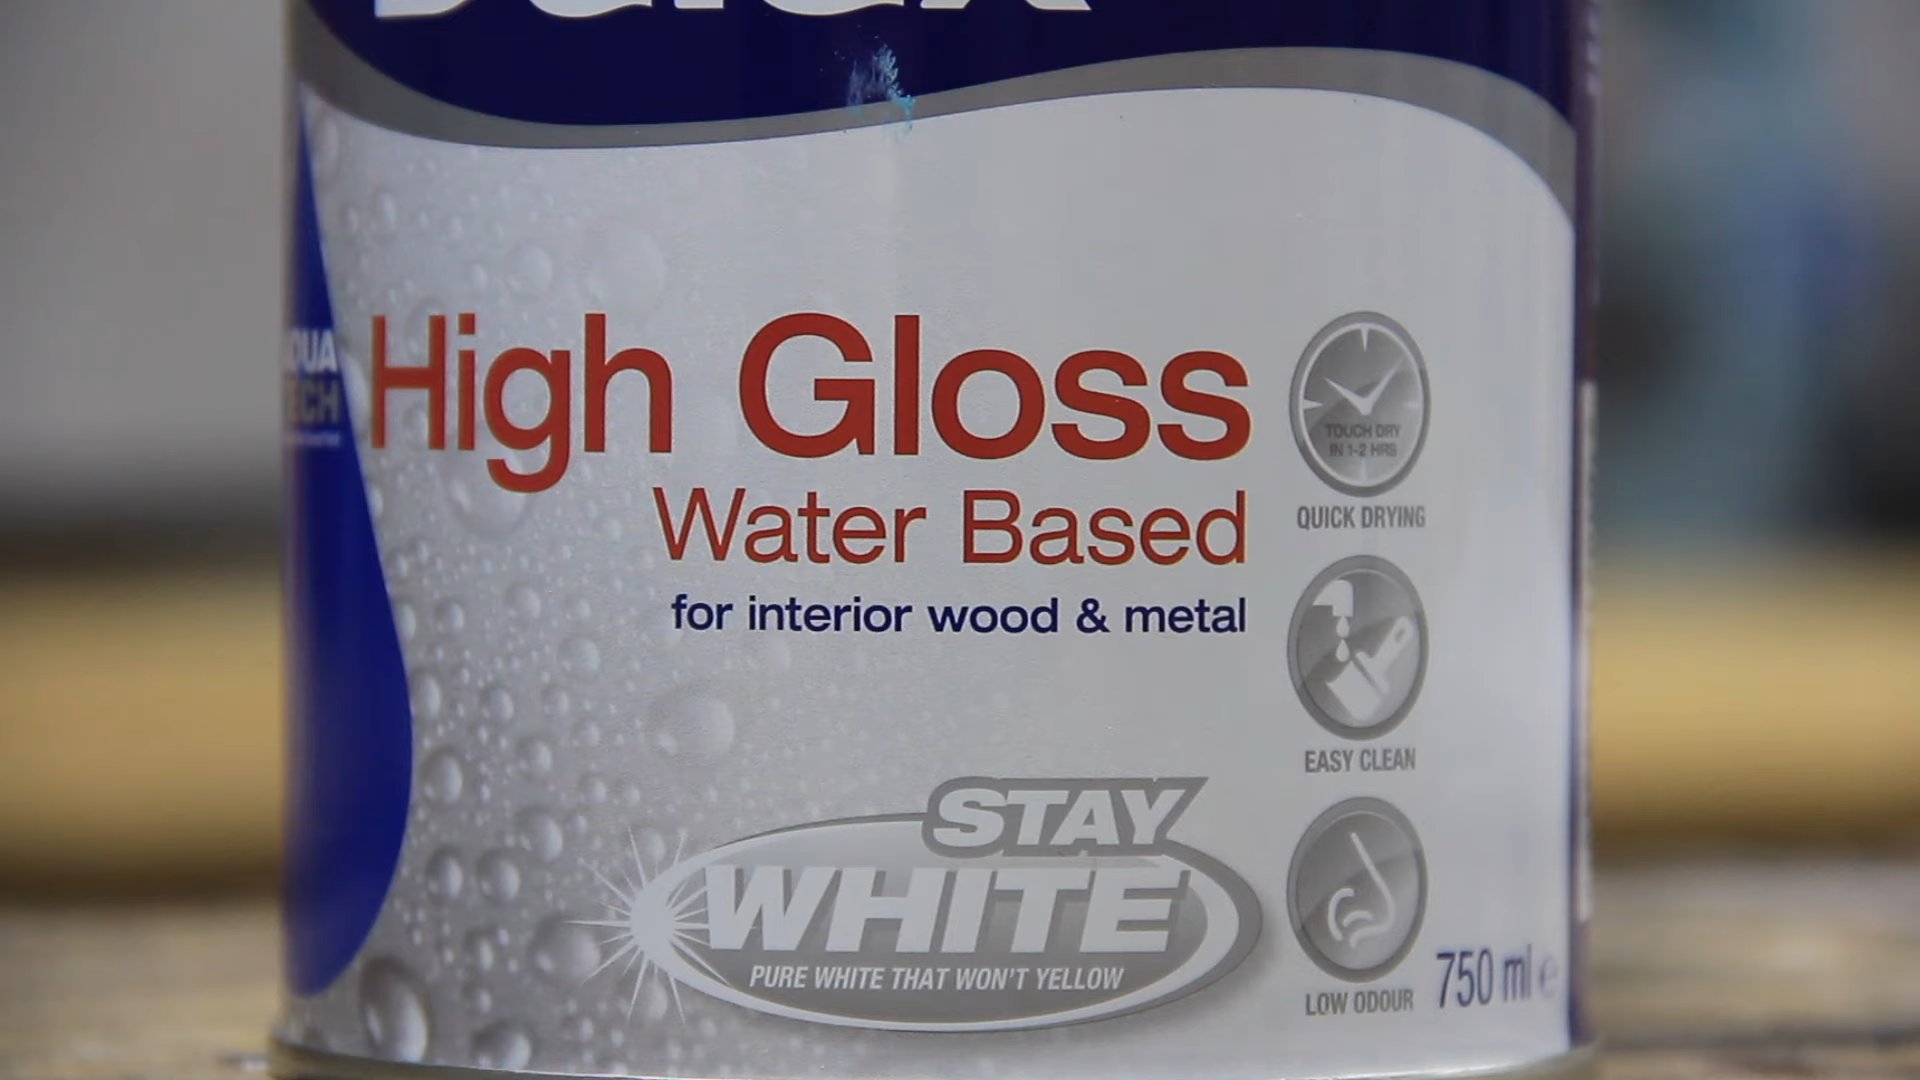 High Gloss
Water Based
for interior wood & metal
TOUCH DRY
IN 1-2 HRS
QUICK DRYING
EASY CLEAN
STAY
WHITE
PURE WHITE THAT WON'T YELLOW
LOW ODOUR
750 ml e